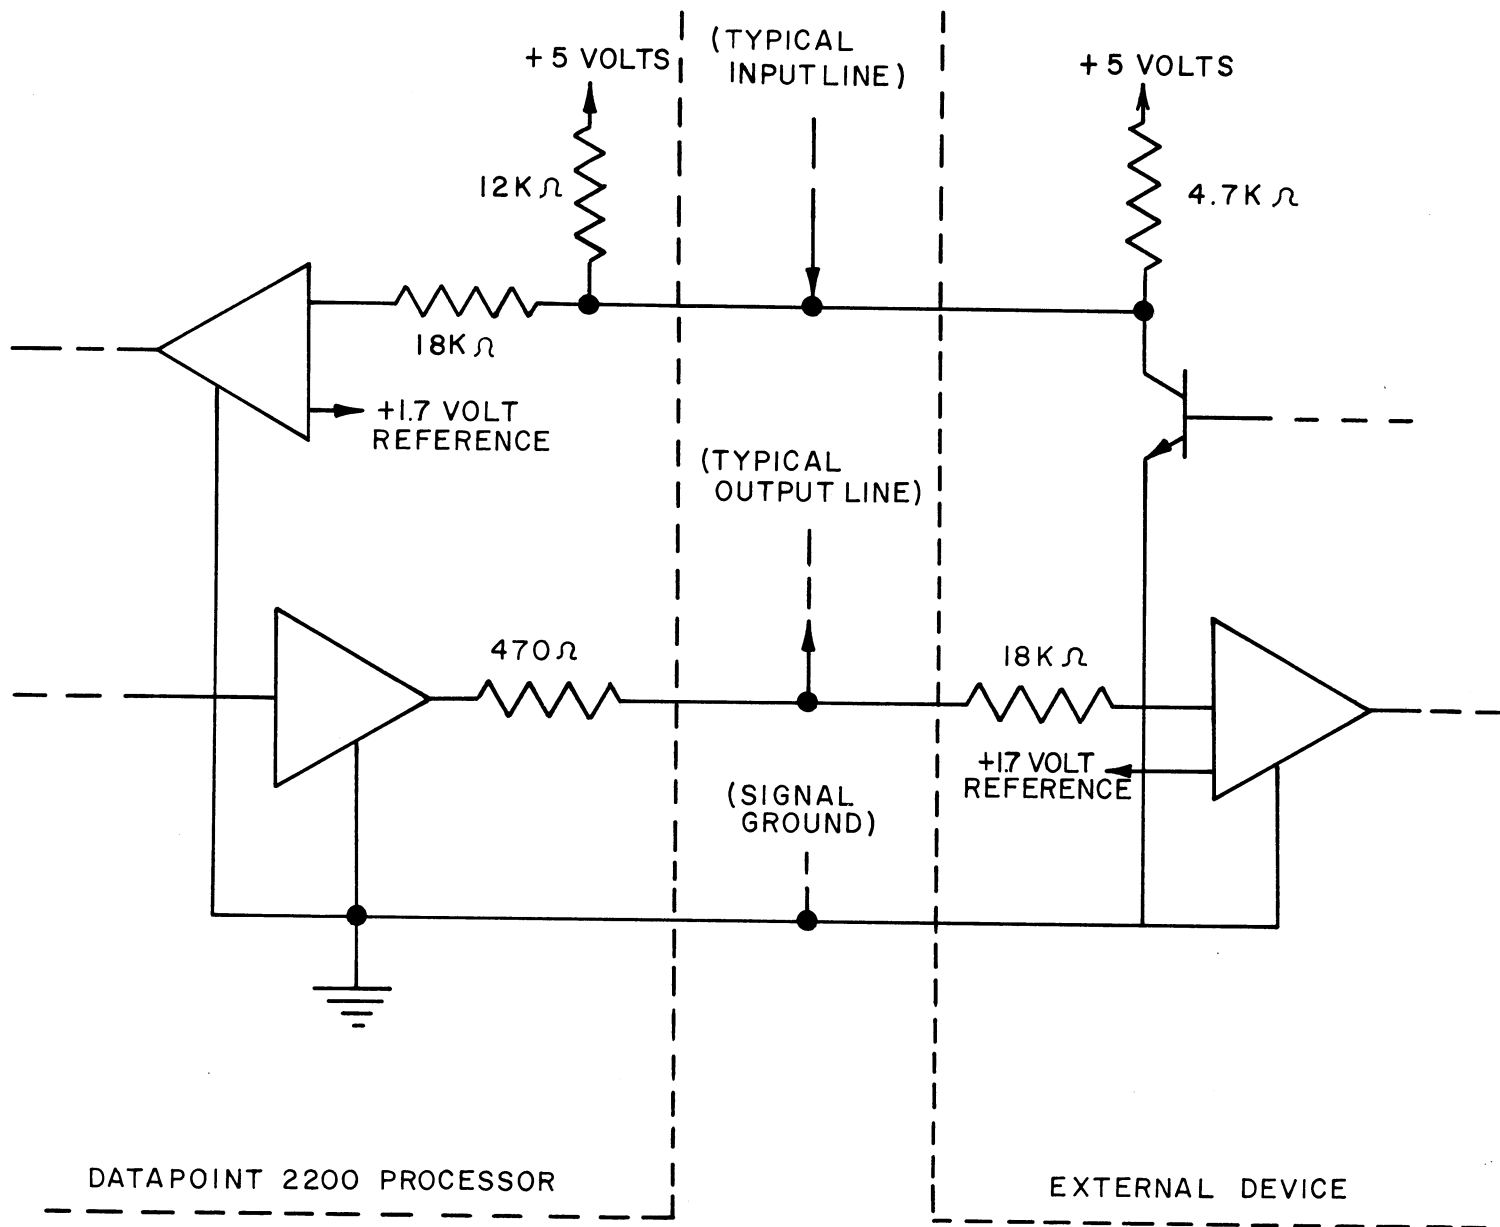 +5 VOLTS
(TYPICAL
INPUT LINE)
+5 VOLTS
12K Ω
4.7K Ω
18K Ω
+1.7 VOLT
REFERENCE
(TYPICAL
OUTPUT LINE)
470Ω
18K Ω
+1.7 VOLT
REFERENCE
(SIGNAL
GROUND)
DATAPOINT 2200 PROCESSOR
EXTERNAL DEVICE